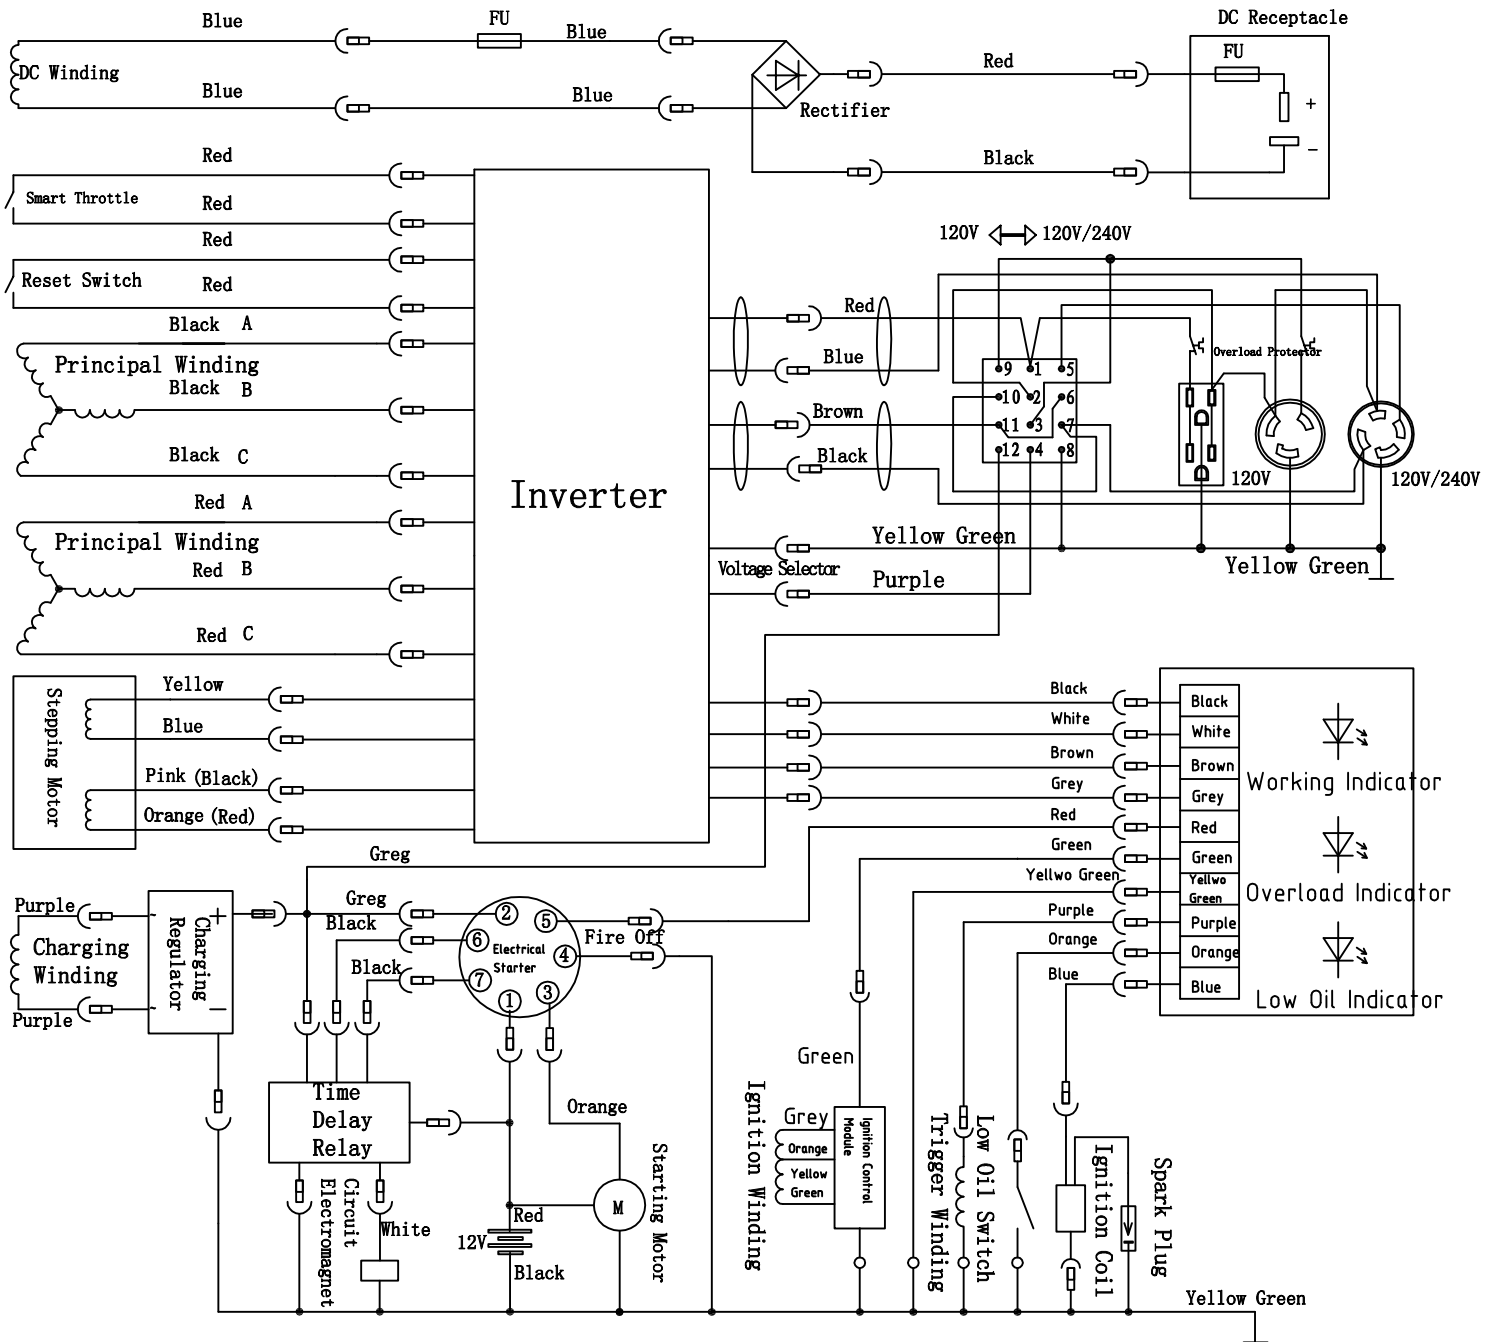 Blue
FU
Blue
DC Receptacle
FU
DC Winding
Blue
Blue
Rectifier
Red
+
-
Black
Red
Smart Throttle
Red
Red
Reset Switch
Red
Black A
Principal Winding
Black B
Black C
Red A
Principal Winding
Red B
Red C
Inverter
120V
120V/240V
Red
Blue
Brown
Black
9 1 5
10 2 6
11 3 7
12 4 8
Overload Protector
120V
120V/240V
Yellow Green
Voltage Selector
Purple
Yellow Green
Stepping Motor
Yellow
Blue
Pink (Black)
Orange (Red)
Black
White
Brown
Grey
Red
Green
Yellwo Green
Purple
Orange
Blue
Black
White
Brown
Grey
Red
Green
Yellwo
Green
Purple
Orange
Blue
Working Indicator
Overload Indicator
Low Oil Indicator
Greg
Greg
Black
Black
Purple
Charging
Winding
Purple
~
+
Charging
Regulator
~
-
2
5
6
Electrical
Starter
4
7
1
3
Fire Off
Time
Delay
Relay
Orange
Circuit
Electromagnet
White
Red
12V
Black
M
Starting Motor
Green
Ignition Winding
Grey
Orange
Yellow
Green
Ignition Control
Module
Trigger Winding
Low Oil Switch
Ignition Coil
Spark Plug
Yellow Green